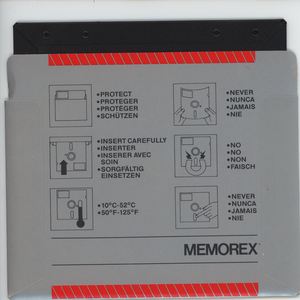 •PROTECT
•PROTEGER
•PROTÉGER
•SCHÜTZEN
•NEVER
•NUNCA
•JAMAIS
•NIE
•INSERT CAREFULLY
•INSERTER
•INSERER AVEC
SOIN
•SORGFÄLTIG
EINSETZEN
•NO
•NO
•NON
•FALSCH
•10°C-52°C
•50°F-125°F
•NEVER
•NUNCA
•JAMAIS
•NIE
MEMOREX